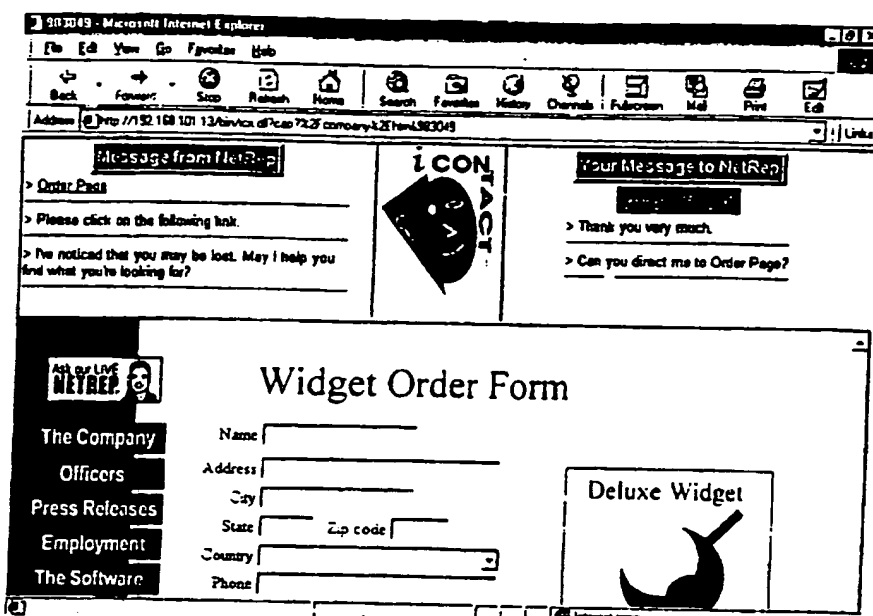 983049 - Microsoft Internet Explorer
File Edit View Go Favorites Help
Back Forward Stop Refresh Home Search Favorites History Channels Fullscreen Mail Print Edit
Address Links
Message from NetRep
> Order Page
> Please click on the following link.
> I've noticed that you may be lost. May I help you
find what you're looking for?
iCONTACT
Your Message to NetRep
> Thank you very much.
> Can you direct me to Order Page?
Ask our LIVE
NETREP.
The Company
Officers
Press Releases
Employment
The Software
Widget Order Form
Name
Address
City
State Zip code
Country
Phone
Deluxe Widget